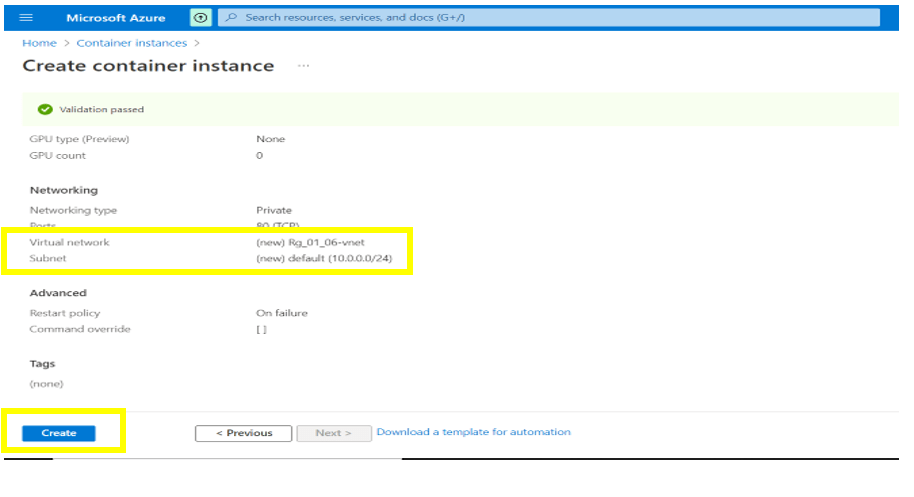 Microsoft Azure
Search resources, services, and docs (G+/)
Home > Container instances >
Create container instance ...
Validation passed
GPU type (Preview) None
GPU count 0
Networking
Networking type Private
Ports 80 (TCP)
Virtual network (new) Rg_01_06-vnet
Subnet (new) default (10.0.0.0/24)
Advanced
Restart policy On failure
Command override [ ]
Tags
(none)
Create < Previous Next > Download a template for automation